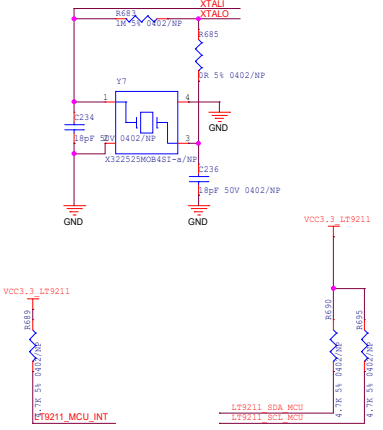 XTALI
R683
XTALO
1M 5% 0402/NP
R685
0R 5% 0402/NP
Y7
1
4
GND
C234
18pF 50V 0402/NP
3
X322525MOB4SI-a/NP
C236
18pF 50V 0402/NP
GND
GND
VCC3.3_LT9211
VCC3.3_LT9211
R689
4.7K 5% 0402/NP
R690
4.7K 5% 0402/NP
R695
4.7K 5% 0402/NP
LT9211_SDA_MCU
LT9211_MCU_INT
LT9211_SCL_MCU